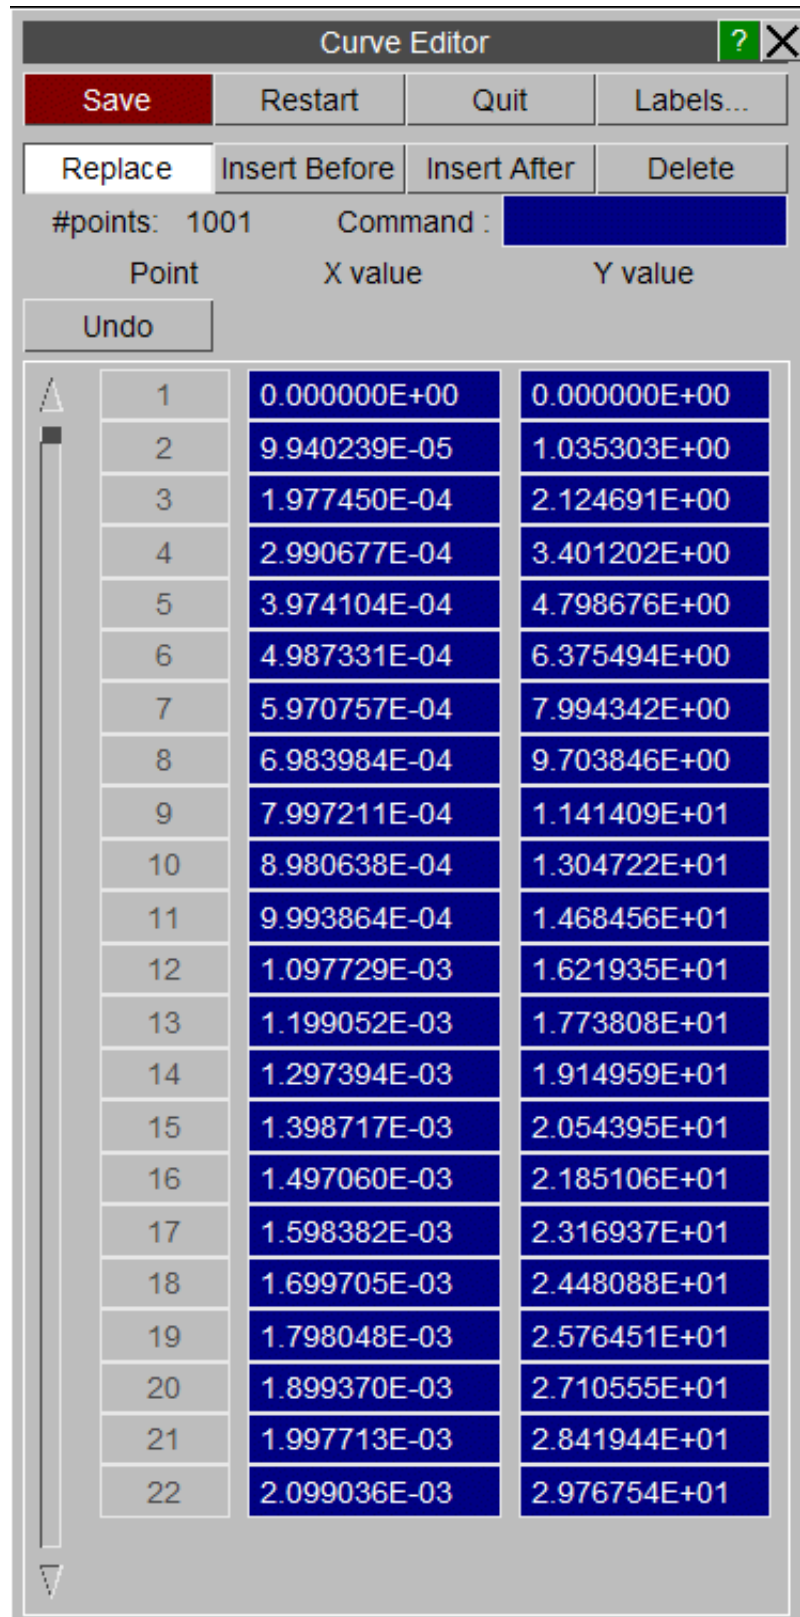 Curve Editor ? X
Save Restart Quit Labels...
Replace Insert Before Insert After Delete
#points: 1001 Command :
Point X value Y value
Undo
1 0.000000E+00 0.000000E+00
2 9.940239E-05 1.035303E+00
3 1.977450E-04 2.124691E+00
4 2.990677E-04 3.401202E+00
5 3.974104E-04 4.798676E+00
6 4.987331E-04 6.375494E+00
7 5.970757E-04 7.994342E+00
8 6.983984E-04 9.703846E+00
9 7.997211E-04 1.141409E+01
10 8.980638E-04 1.304722E+01
11 9.993864E-04 1.468456E+01
12 1.097729E-03 1.621935E+01
13 1.199052E-03 1.773808E+01
14 1.297394E-03 1.914959E+01
15 1.398717E-03 2.054395E+01
16 1.497060E-03 2.185106E+01
17 1.598382E-03 2.316937E+01
18 1.699705E-03 2.448088E+01
19 1.798048E-03 2.576451E+01
20 1.899370E-03 2.710555E+01
21 1.997713E-03 2.841944E+01
22 2.099036E-03 2.976754E+01